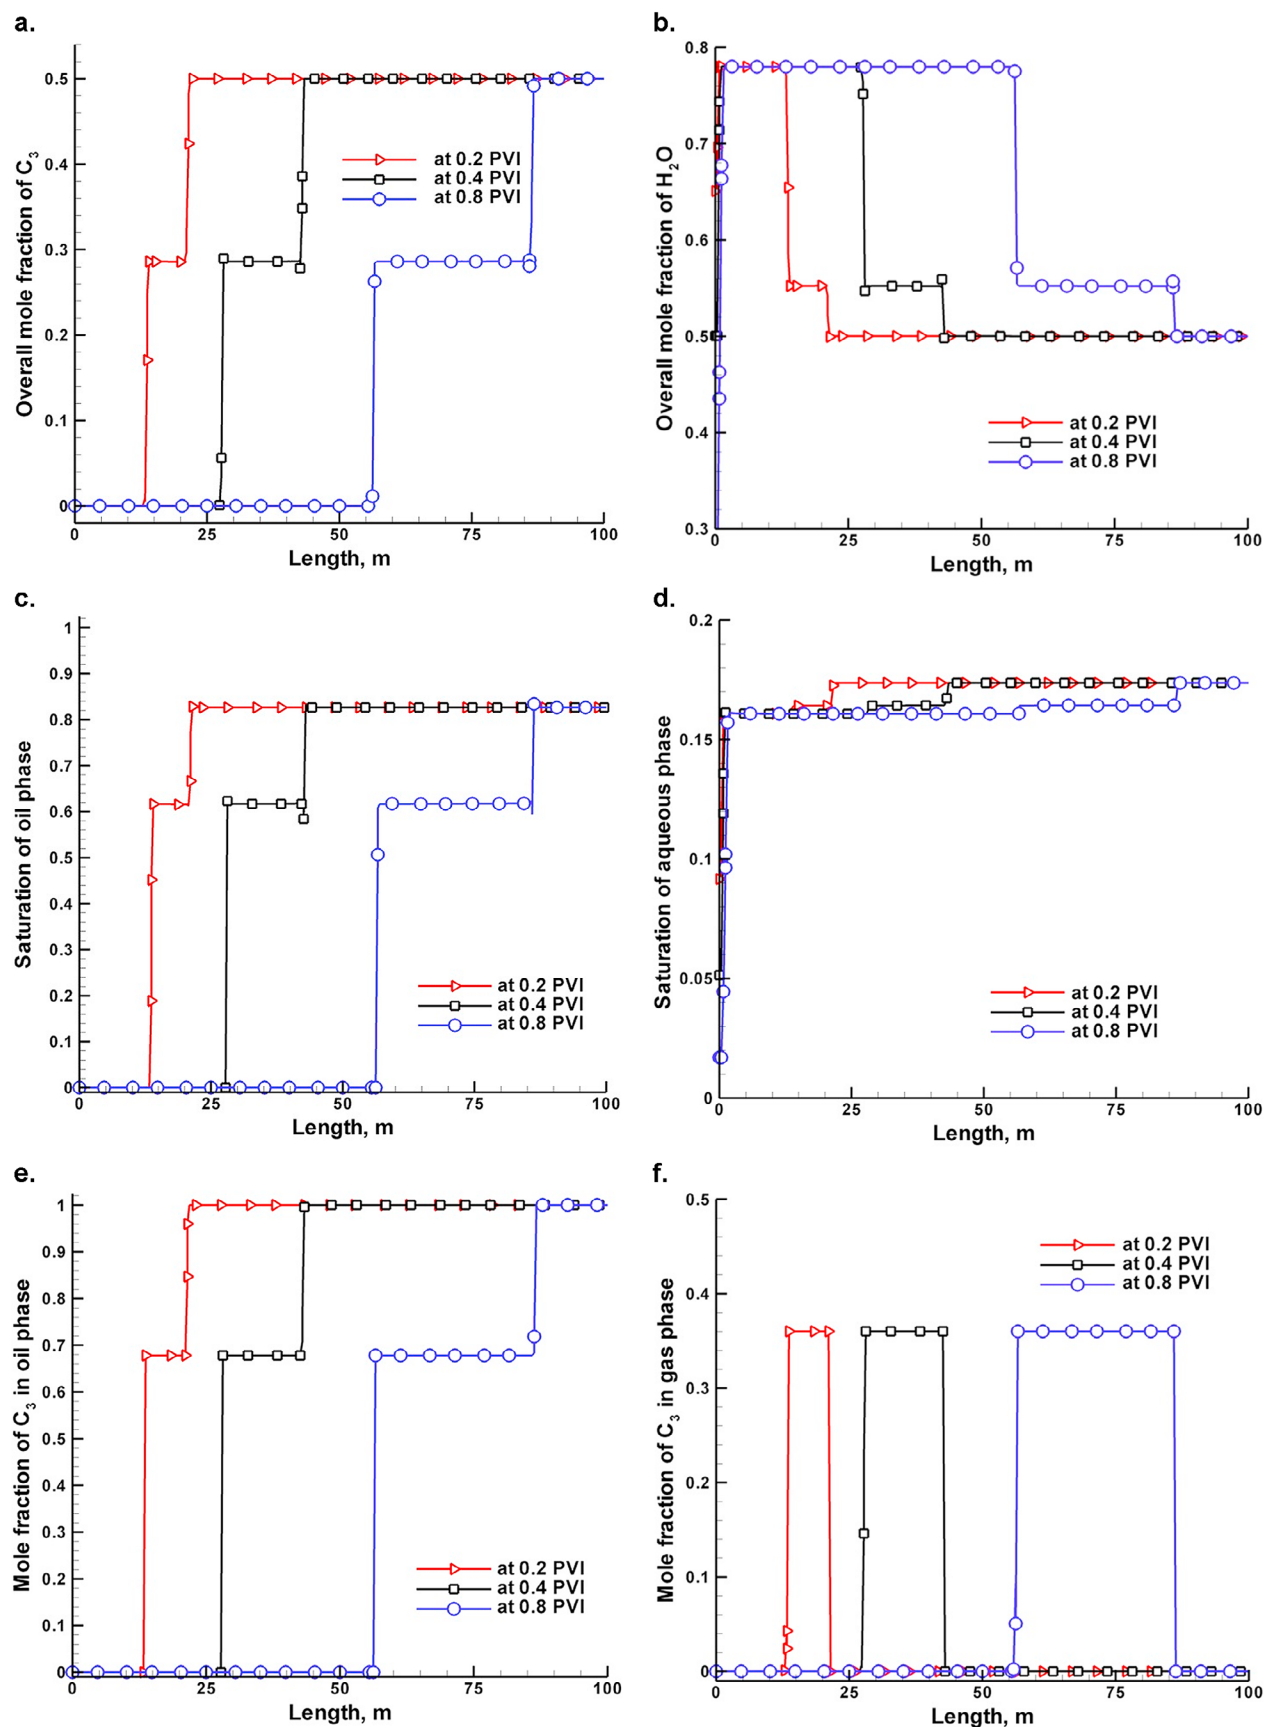 a.
Overall mole fraction of C3
0.5
0.4
0.3
0.2
0.1
0
at 0.2 PVI
at 0.4 PVI
at 0.8 PVI
0 25 50 75 100
Length, m
b.
Overall mole fraction of H2O
0.8
0.7
0.6
0.5
0.4
0.3
at 0.2 PVI
at 0.4 PVI
at 0.8 PVI
0 25 50 75 100
Length, m
c.
Saturation of oil phase
1
0.9
0.8
0.7
0.6
0.5
0.4
0.3
0.2
0.1
0
at 0.2 PVI
at 0.4 PVI
at 0.8 PVI
0 25 50 75 100
Length, m
d.
Saturation of aqueous phase
0.2
0.15
0.1
0.05
0
at 0.2 PVI
at 0.4 PVI
at 0.8 PVI
0 25 50 75 100
Length, m
e.
Mole fraction of C3 in oil phase
1
0.9
0.8
0.7
0.6
0.5
0.4
0.3
0.2
0.1
0
at 0.2 PVI
at 0.4 PVI
at 0.8 PVI
0 25 50 75 100
Length, m
f.
Mole fraction of C3 in gas phase
0.5
0.4
0.3
0.2
0.1
0
at 0.2 PVI
at 0.4 PVI
at 0.8 PVI
0 25 50 75 100
Length, m